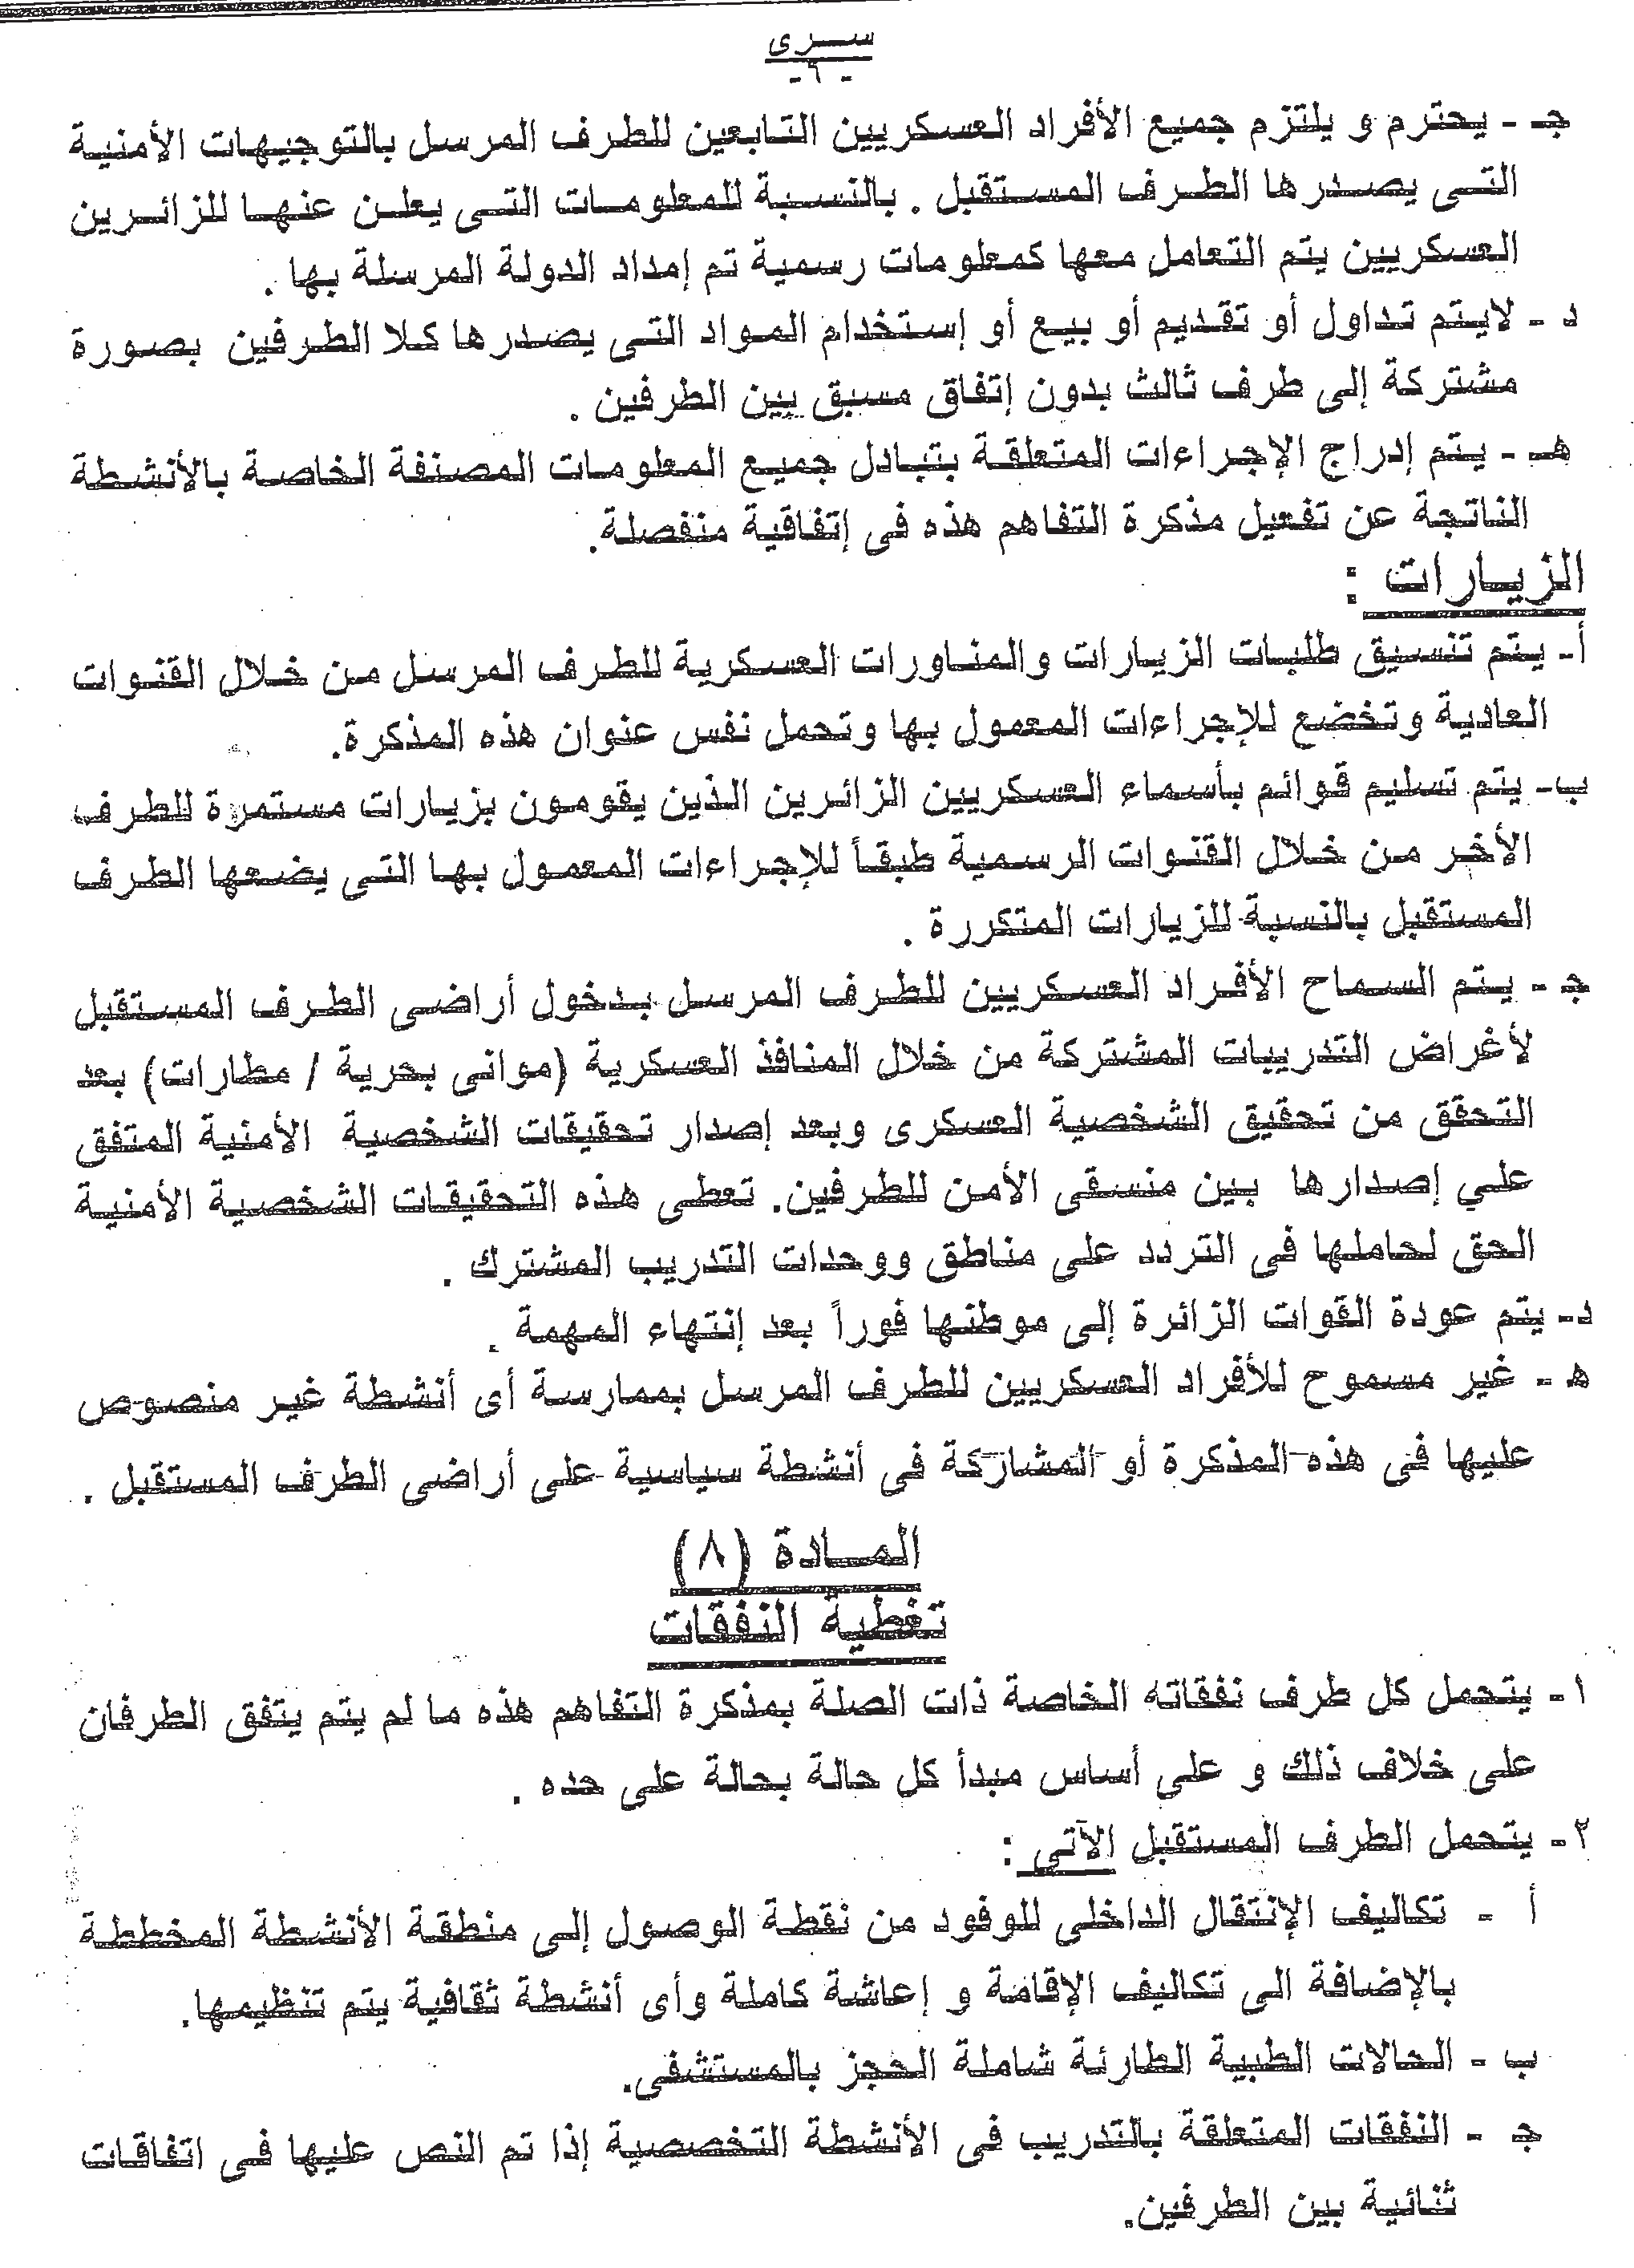 سـرى
- ٦ -
جـ - يحترم و يلتزم جميع الأفراد العسكريين التابعين للطرف المرسل بالتوجيهات الأمنية
التى يصدرها الطرف المستقبل . بالنسبة للمعلومات التى يعلن عنها للزائرين
العسكريين يتم التعامل معها كمعلومات رسمية تم إمداد الدولة المرسلة بها .
د - لايتم تداول أو تقديم أو بيع أو إستخدام المواد التى يصدرها كلا الطرفين بصورة
مشتركة إلى طرف ثالث بدون إتفاق مسبق بين الطرفين .
هـ - يتم إدراج الإجراءات المتعلقة بتبادل جميع المعلومات المصنفة الخاصة بالأنشطة
الناتجة عن تفعيل مذكرة التفاهم هذه فى إتفاقية منفصلة.
الزيـارات :
أ- يتم تنسيق طلبات الزيارات والمناورات العسكرية للطرف المرسل من خلال القنوات
العادية وتخضع للإجراءات المعمول بها وتحمل نفس عنوان هذه المذكرة.
ب- يتم تسليم قوائم بأسماء العسكريين الزائرين الذين يقومون بزيارات مستمرة للطرف
الأخر من خلال القنوات الرسمية طبقاً للإجراءات المعمول بها التى يضعها الطرف
المستقبل بالنسبة للزيارات المتكررة .
جـ - يتم السماح الأفراد العسكريين للطرف المرسل بدخول أراضى الطرف المستقبل
لأغراض التدريبات المشتركة من خلال المنافذ العسكرية (موانى بحرية / مطارات) بعد
التحقق من تحقيق الشخصية العسكرى وبعد إصدار تحقيقات الشخصية الأمنية المتفق
علي إصدارها بين منسقى الأمن للطرفين. تعطى هذه التحقيقات الشخصية الأمنية
الحق لحاملها فى التردد على مناطق ووحدات التدريب المشترك .
د- يتم عودة القوات الزائرة إلى موطنها فوراً بعد إنتهاء المهمة .
هـ - غير مسموح للأفراد العسكريين للطرف المرسل بممارسة أى أنشطة غير منصوص
عليها فى هذه المذكرة أو المشاركة فى أنشطة سياسية على أراضى الطرف المستقبل .
المـادة (٨)
تغطية النفقات
١- يتحمل كل طرف نفقاته الخاصة ذات الصلة بمذكرة التفاهم هذه ما لم يتم يتفق الطرفان
على خلاف ذلك و على أساس مبدأ كل حالة بحالة على حده .
٢- يتحمل الطرف المستقبل الآتى :
أ - تكاليف الإنتقال الداخلى للوفود من نقطة الوصول إلى منطقة الأنشطة المخططة
بالإضافة الى تكاليف الإقامة و إعاشة كاملة وأى أنشطة ثقافية يتم تنظيمها.
ب - الحالات الطبية الطارئة شاملة الحجز بالمستشفى.
جـ - النفقات المتعلقة بالتدريب فى الأنشطة التخصصية إذا تم النص عليها فى اتفاقات
ثنائية بين الطرفين.